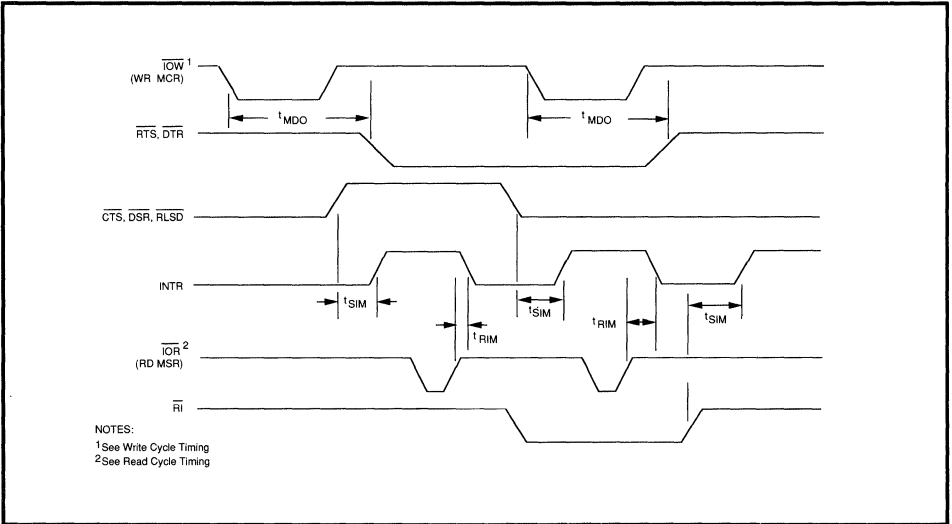 IOW 1
(WR MCR)
tMDO
tMDO
RTS, DTR
CTS, DSR, RLSD
INTR
tSIM
tRIM
tSIM
tRIM
tSIM
IOR 2
(RD MSR)
RI
NOTES:
1See Write Cycle Timing
2See Read Cycle Timing